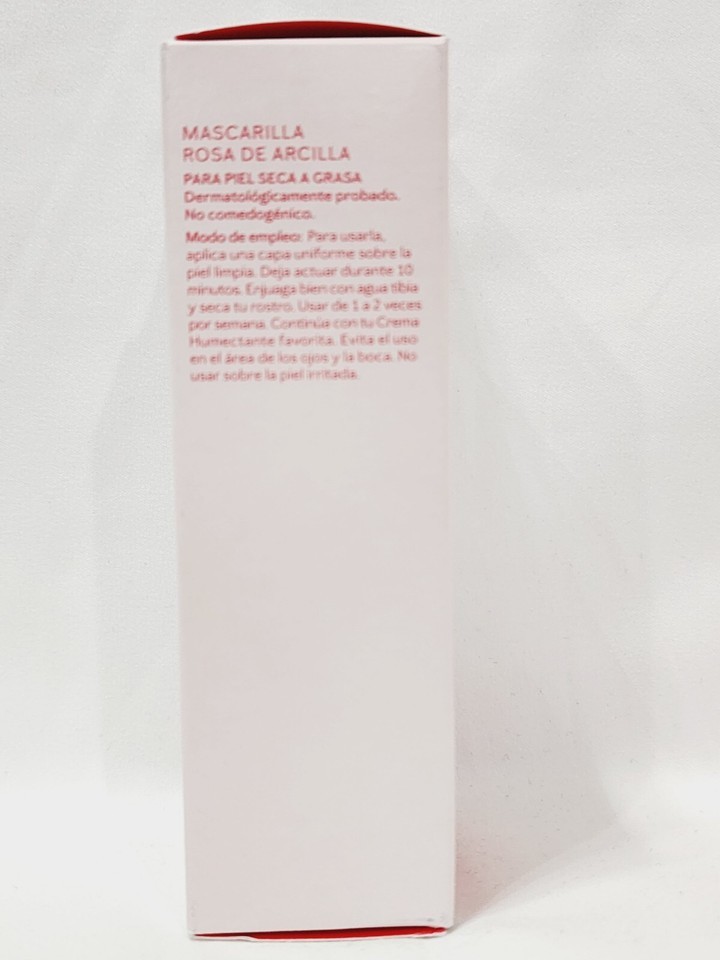 MASCARILLA
ROSA DE ARCILLA
PARA PIEL SECA A GRASA
Dermatológicamente probado.
No comedogénico.
Modo de empleo: Para usarla,
aplica una capa uniforme sobre la
piel limpia. Deja actuar durante 10
minutos. Enjuaga bien con agua tibia
y seca tu rostro. Usar de 1 a 2 veces
por semana. Continúa con tu Crema
Humectante favorita. Evita el uso
en el área de los ojos y la boca. No
usar sobre la piel irritada.